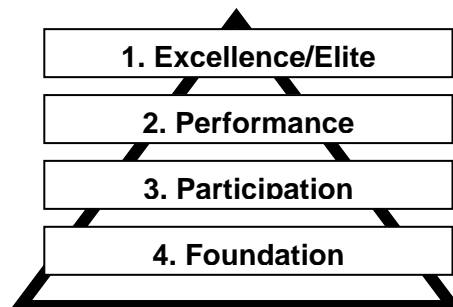 1. Excellence/Elite
2. Performance
3. Participation
4. Foundation